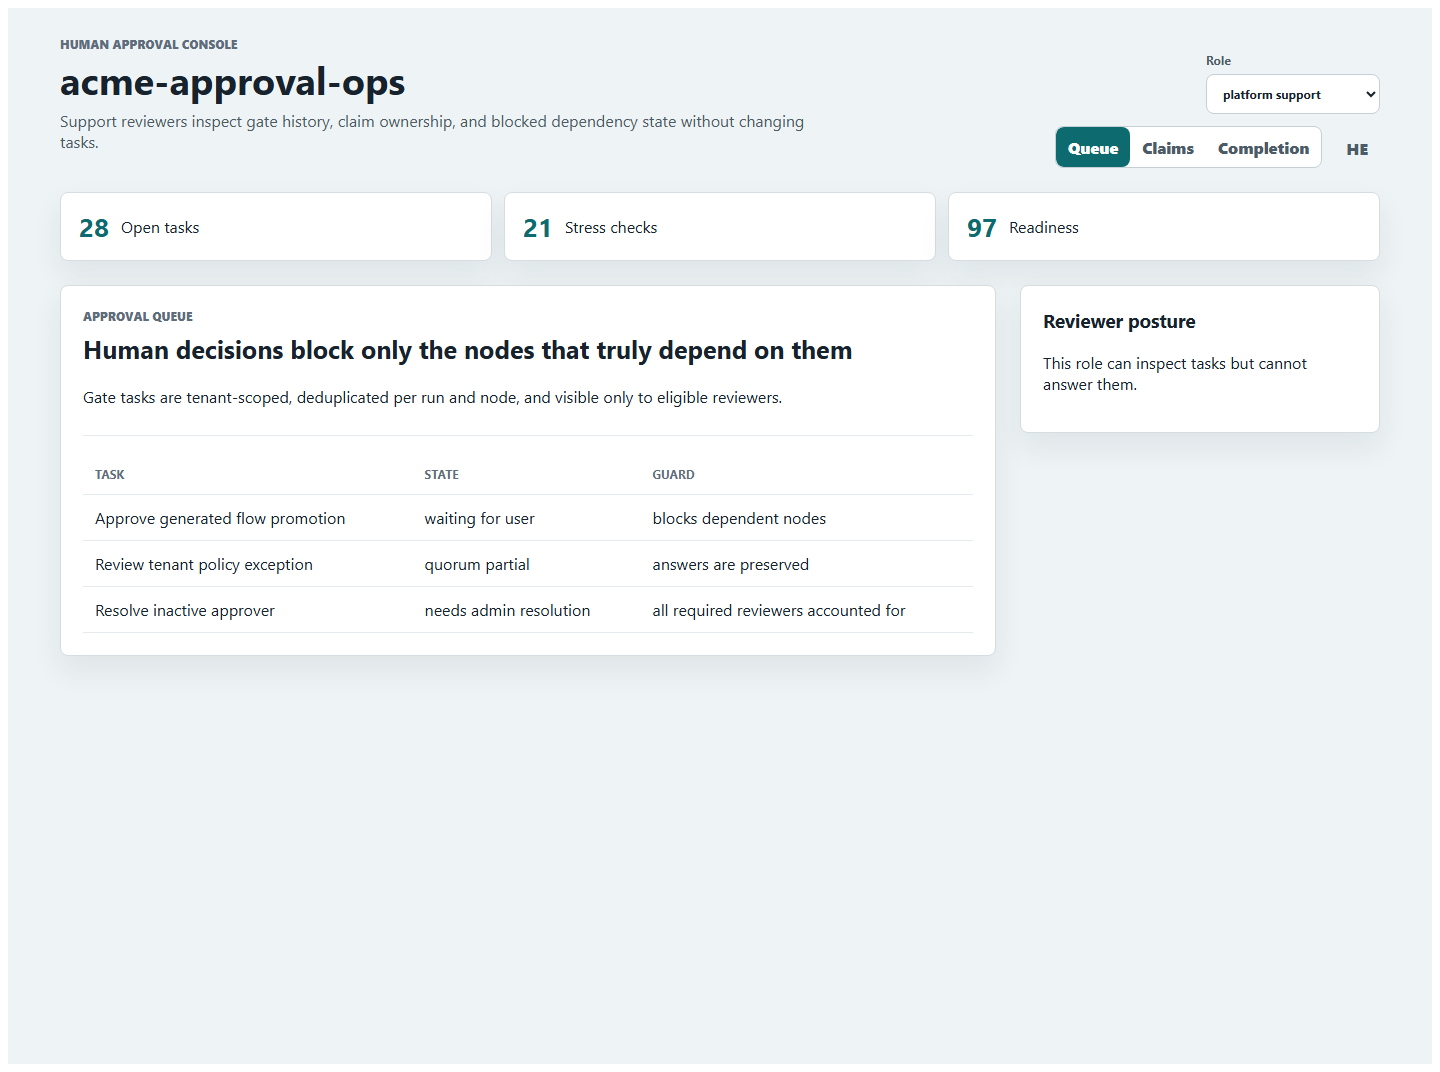 HUMAN APPROVAL CONSOLE
acme-approval-ops
Support reviewers inspect gate history, claim ownership, and blocked dependency state without changing
tasks.
Role
platform support
Queue Claims Completion HE
28 Open tasks
21 Stress checks
97 Readiness
APPROVAL QUEUE
Human decisions block only the nodes that truly depend on them
Gate tasks are tenant-scoped, deduplicated per run and node, and visible only to eligible reviewers.
TASK STATE GUARD
Approve generated flow promotion waiting for user blocks dependent nodes
Review tenant policy exception quorum partial answers are preserved
Resolve inactive approver needs admin resolution all required reviewers accounted for
Reviewer posture
This role can inspect tasks but cannot
answer them.